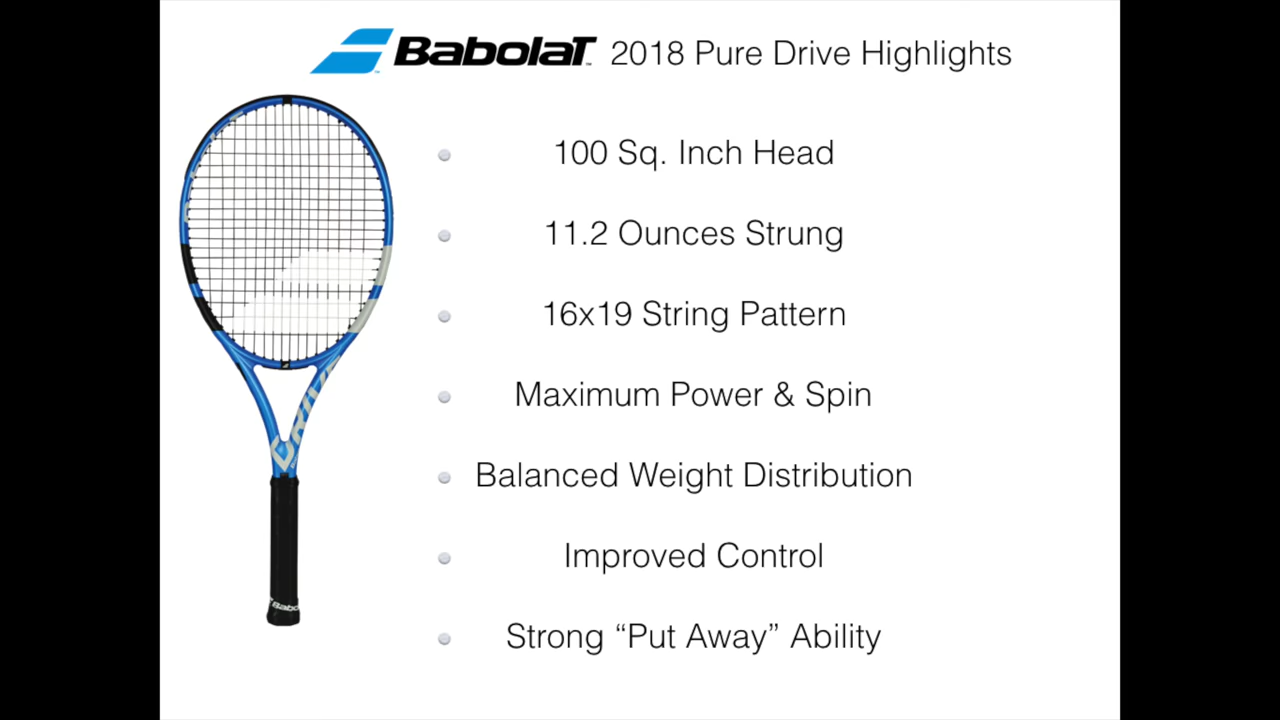 BabolaT™ 2018 Pure Drive Highlights
100 Sq. Inch Head
11.2 Ounces Strung
16x19 String Pattern
Maximum Power & Spin
Balanced Weight Distribution
Improved Control
Strong “Put Away” Ability